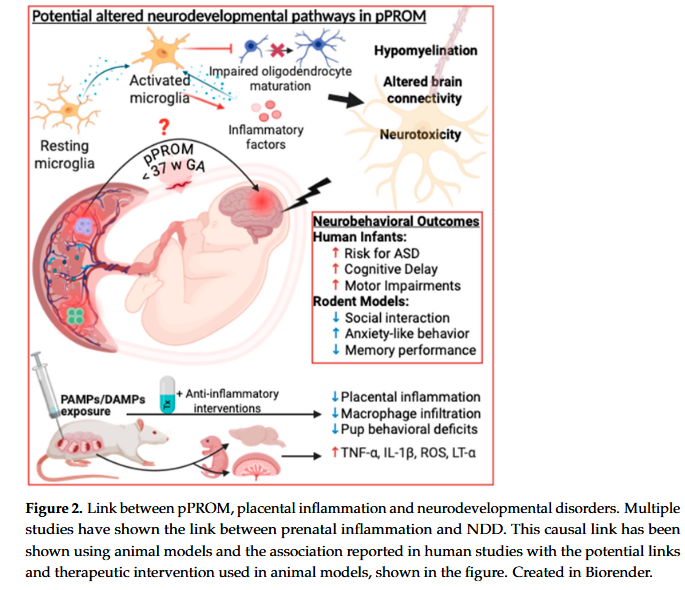 Potential altered neurodevelopmental pathways in pPROM
Activated
microglia
Impaired oligodendrocyte
maturation
Resting
microglia
Inflammatory
factors
Hypomyelination
Altered brain
connectivity
Neurotoxicity
?
pPROM
<37 w GA
Neurobehavioral Outcomes
Human Infants:
↑ Risk for ASD
↑ Cognitive Delay
↑ Motor Impairments
Rodent Models:
↓ Social interaction
↑ Anxiety-like behavior
↓ Memory performance
PAMPs/DAMPs
exposure
Tx
+ Anti-inflammatory
interventions
↓Placental inflammation
↓Macrophage infiltration
↓Pup behavioral deficits
↑TNF-α, IL-1β, ROS, LT-α
Figure 2. Link between pPROM, placental inflammation and neurodevelopmental disorders. Multiple
studies have shown the link between prenatal inflammation and NDD. This causal link has been
shown using animal models and the association reported in human studies with the potential links
and therapeutic intervention used in animal models, shown in the figure. Created in Biorender.